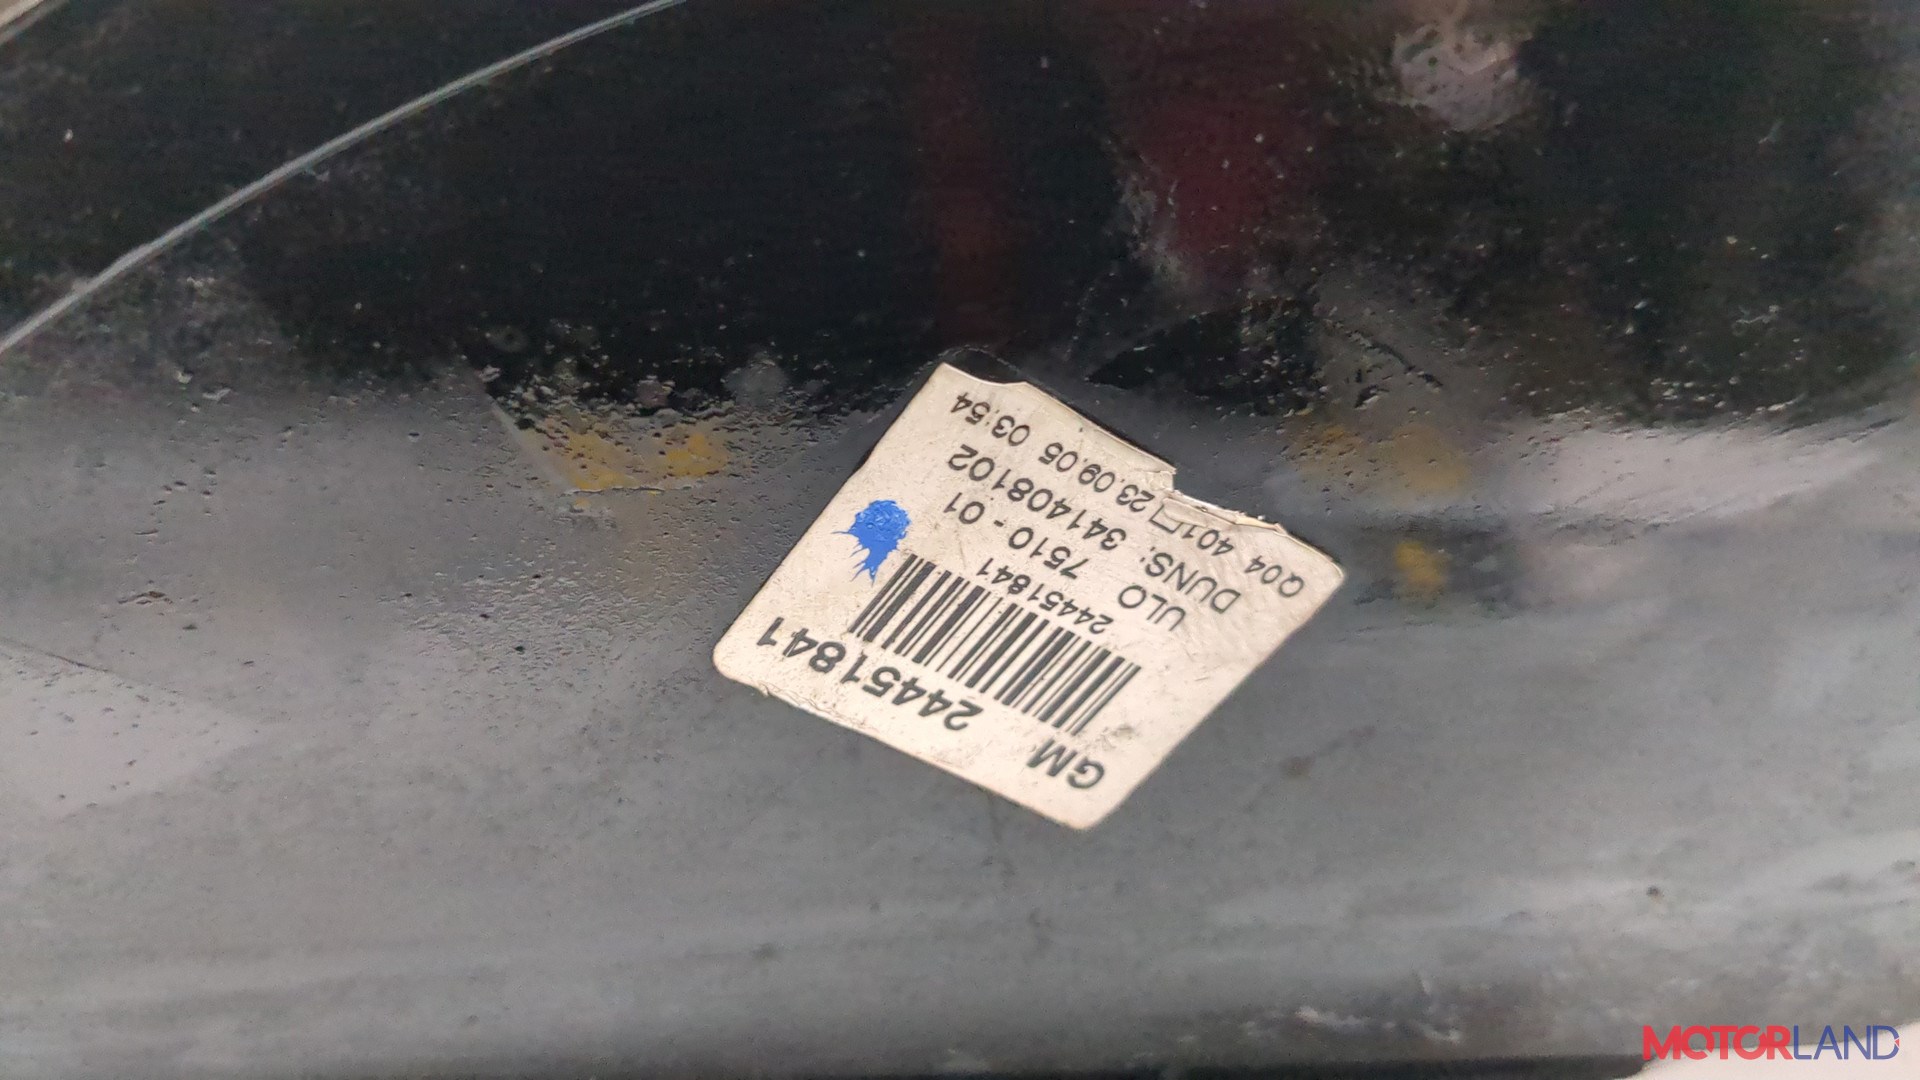 GM 24451841
24451841
ULO 7510 - 01
DUNS: 341408102
Q04 401 23.09.05 03:54
MOTORLAND